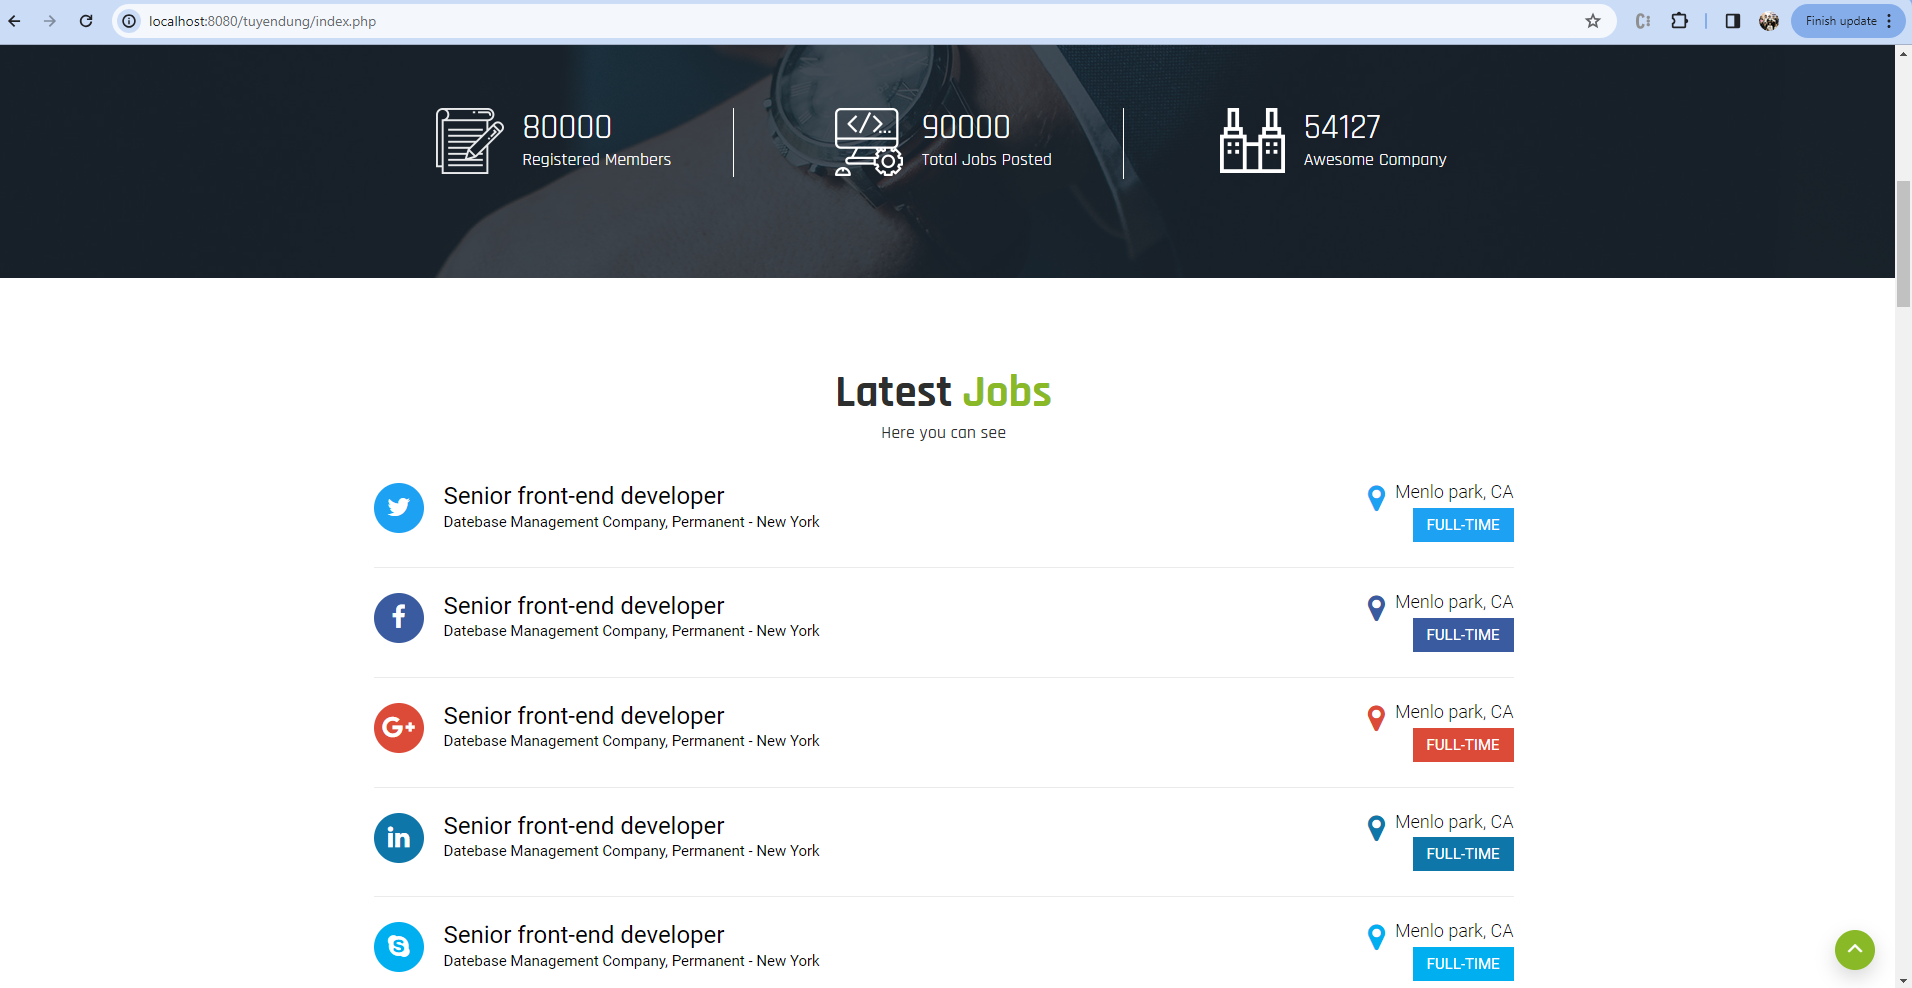 localhost:8080/tuyendung/index.php
Finish update
80000
Registered Members
</>...
90000
Total Jobs Posted
54127
Awesome Company
Latest Jobs
Here you can see
Senior front-end developer
Datebase Management Company, Permanent - New York
Menlo park, CA
FULL-TIME
f
Senior front-end developer
Datebase Management Company, Permanent - New York
Menlo park, CA
FULL-TIME
G+
Senior front-end developer
Datebase Management Company, Permanent - New York
Menlo park, CA
FULL-TIME
in
Senior front-end developer
Datebase Management Company, Permanent - New York
Menlo park, CA
FULL-TIME
S
Senior front-end developer
Datebase Management Company, Permanent - New York
Menlo park, CA
FULL-TIME